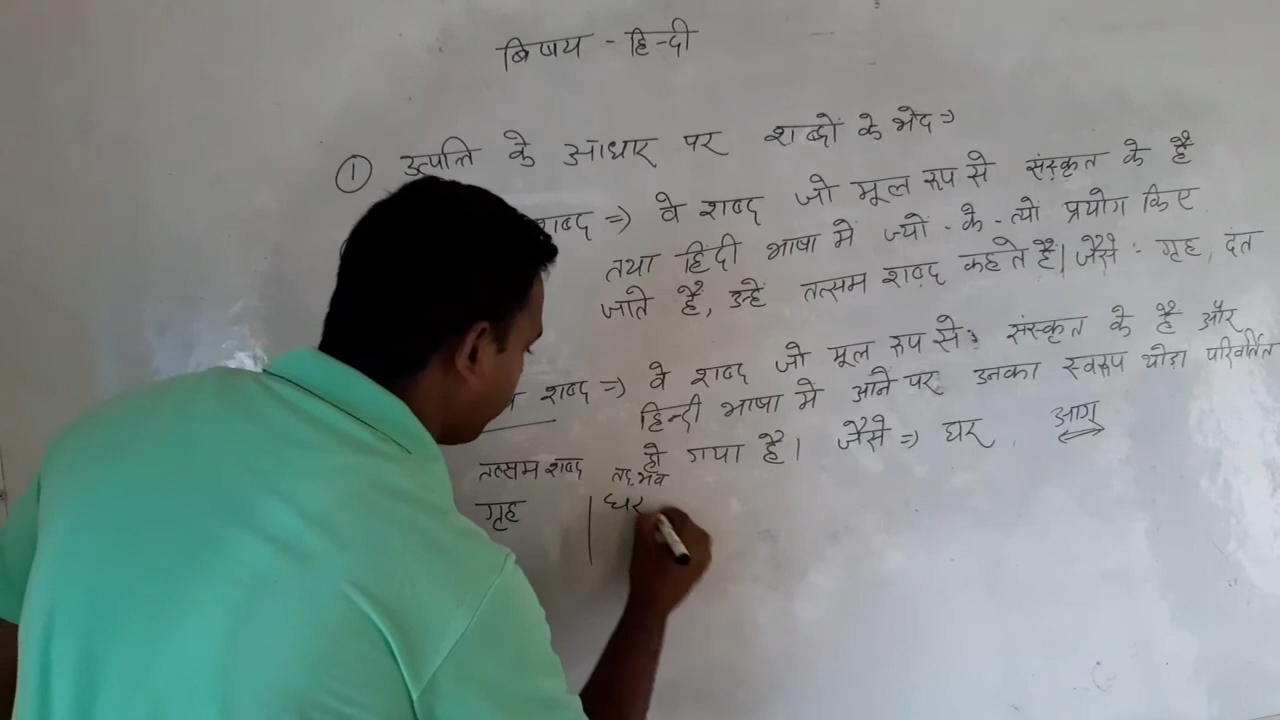 बिषय - हिन्दी
① उत्पत्ति के आधार पर शब्दों के भेद ⇒
शब्द ⇒ वे शब्द जो मूल रूप से संस्कृत के है
तथा हिंदी भाषा में ज्यो - के - त्यो प्रयोग किए
जाते हैं, उन्हें तत्सम शब्द कहते हैं। जैसे - गृह, दंत
शब्द ⇒ वे शब्द जो मूल रूप से संस्कृत के है और
हिन्दी भाषा मे आने पर उनका स्वरूप थोडा परिवर्तित
हो गया है। जैसे ⇒ घर, आग
तत्सम शब्द तद्भव
गृह | घर